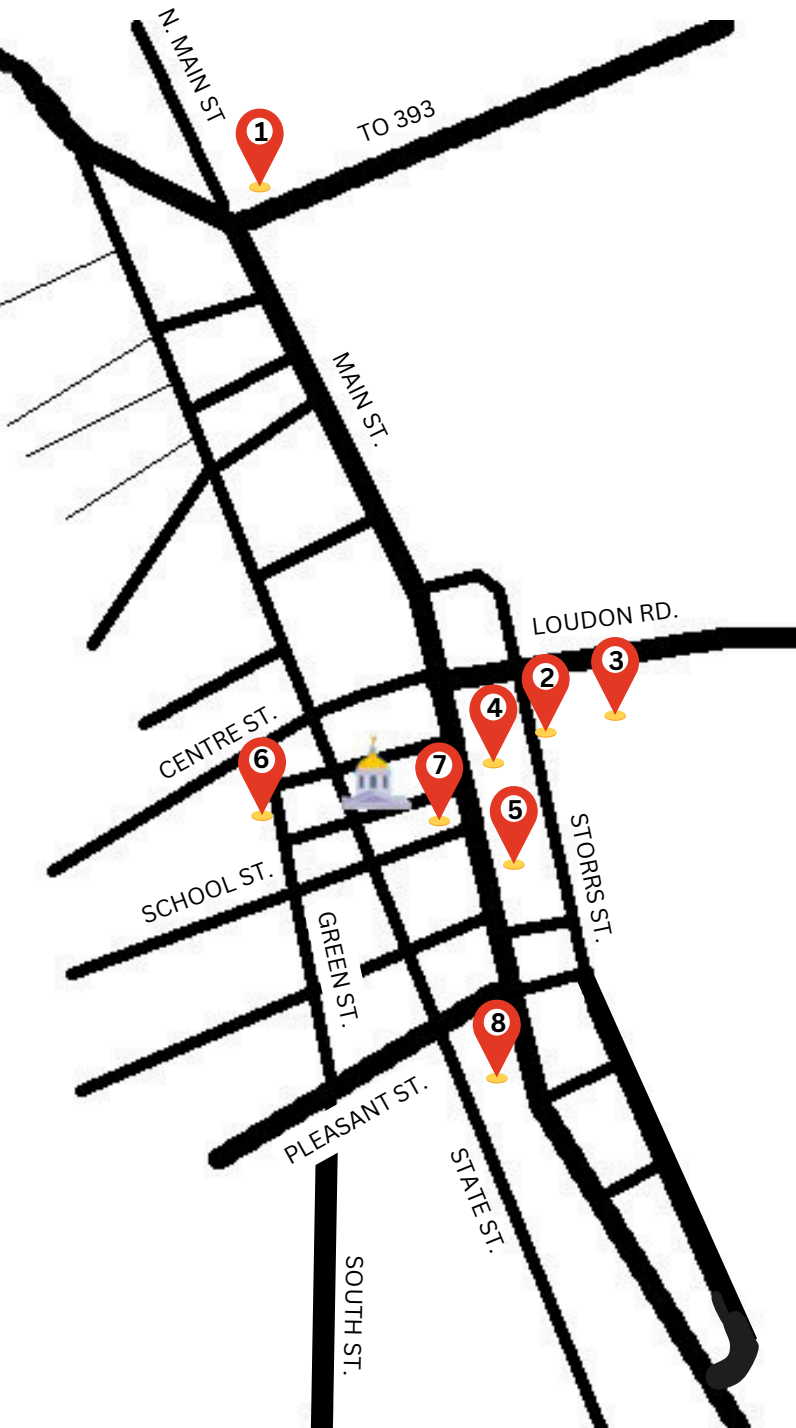 N. MAIN ST
TO 393
1
MAIN ST.
LOUDON RD.
3
2
4
CENTRE ST.
6
7
5
STORRS ST.
SCHOOL ST.
GREEN ST.
8
PLEASANT ST.
STATE ST.
SOUTH ST.